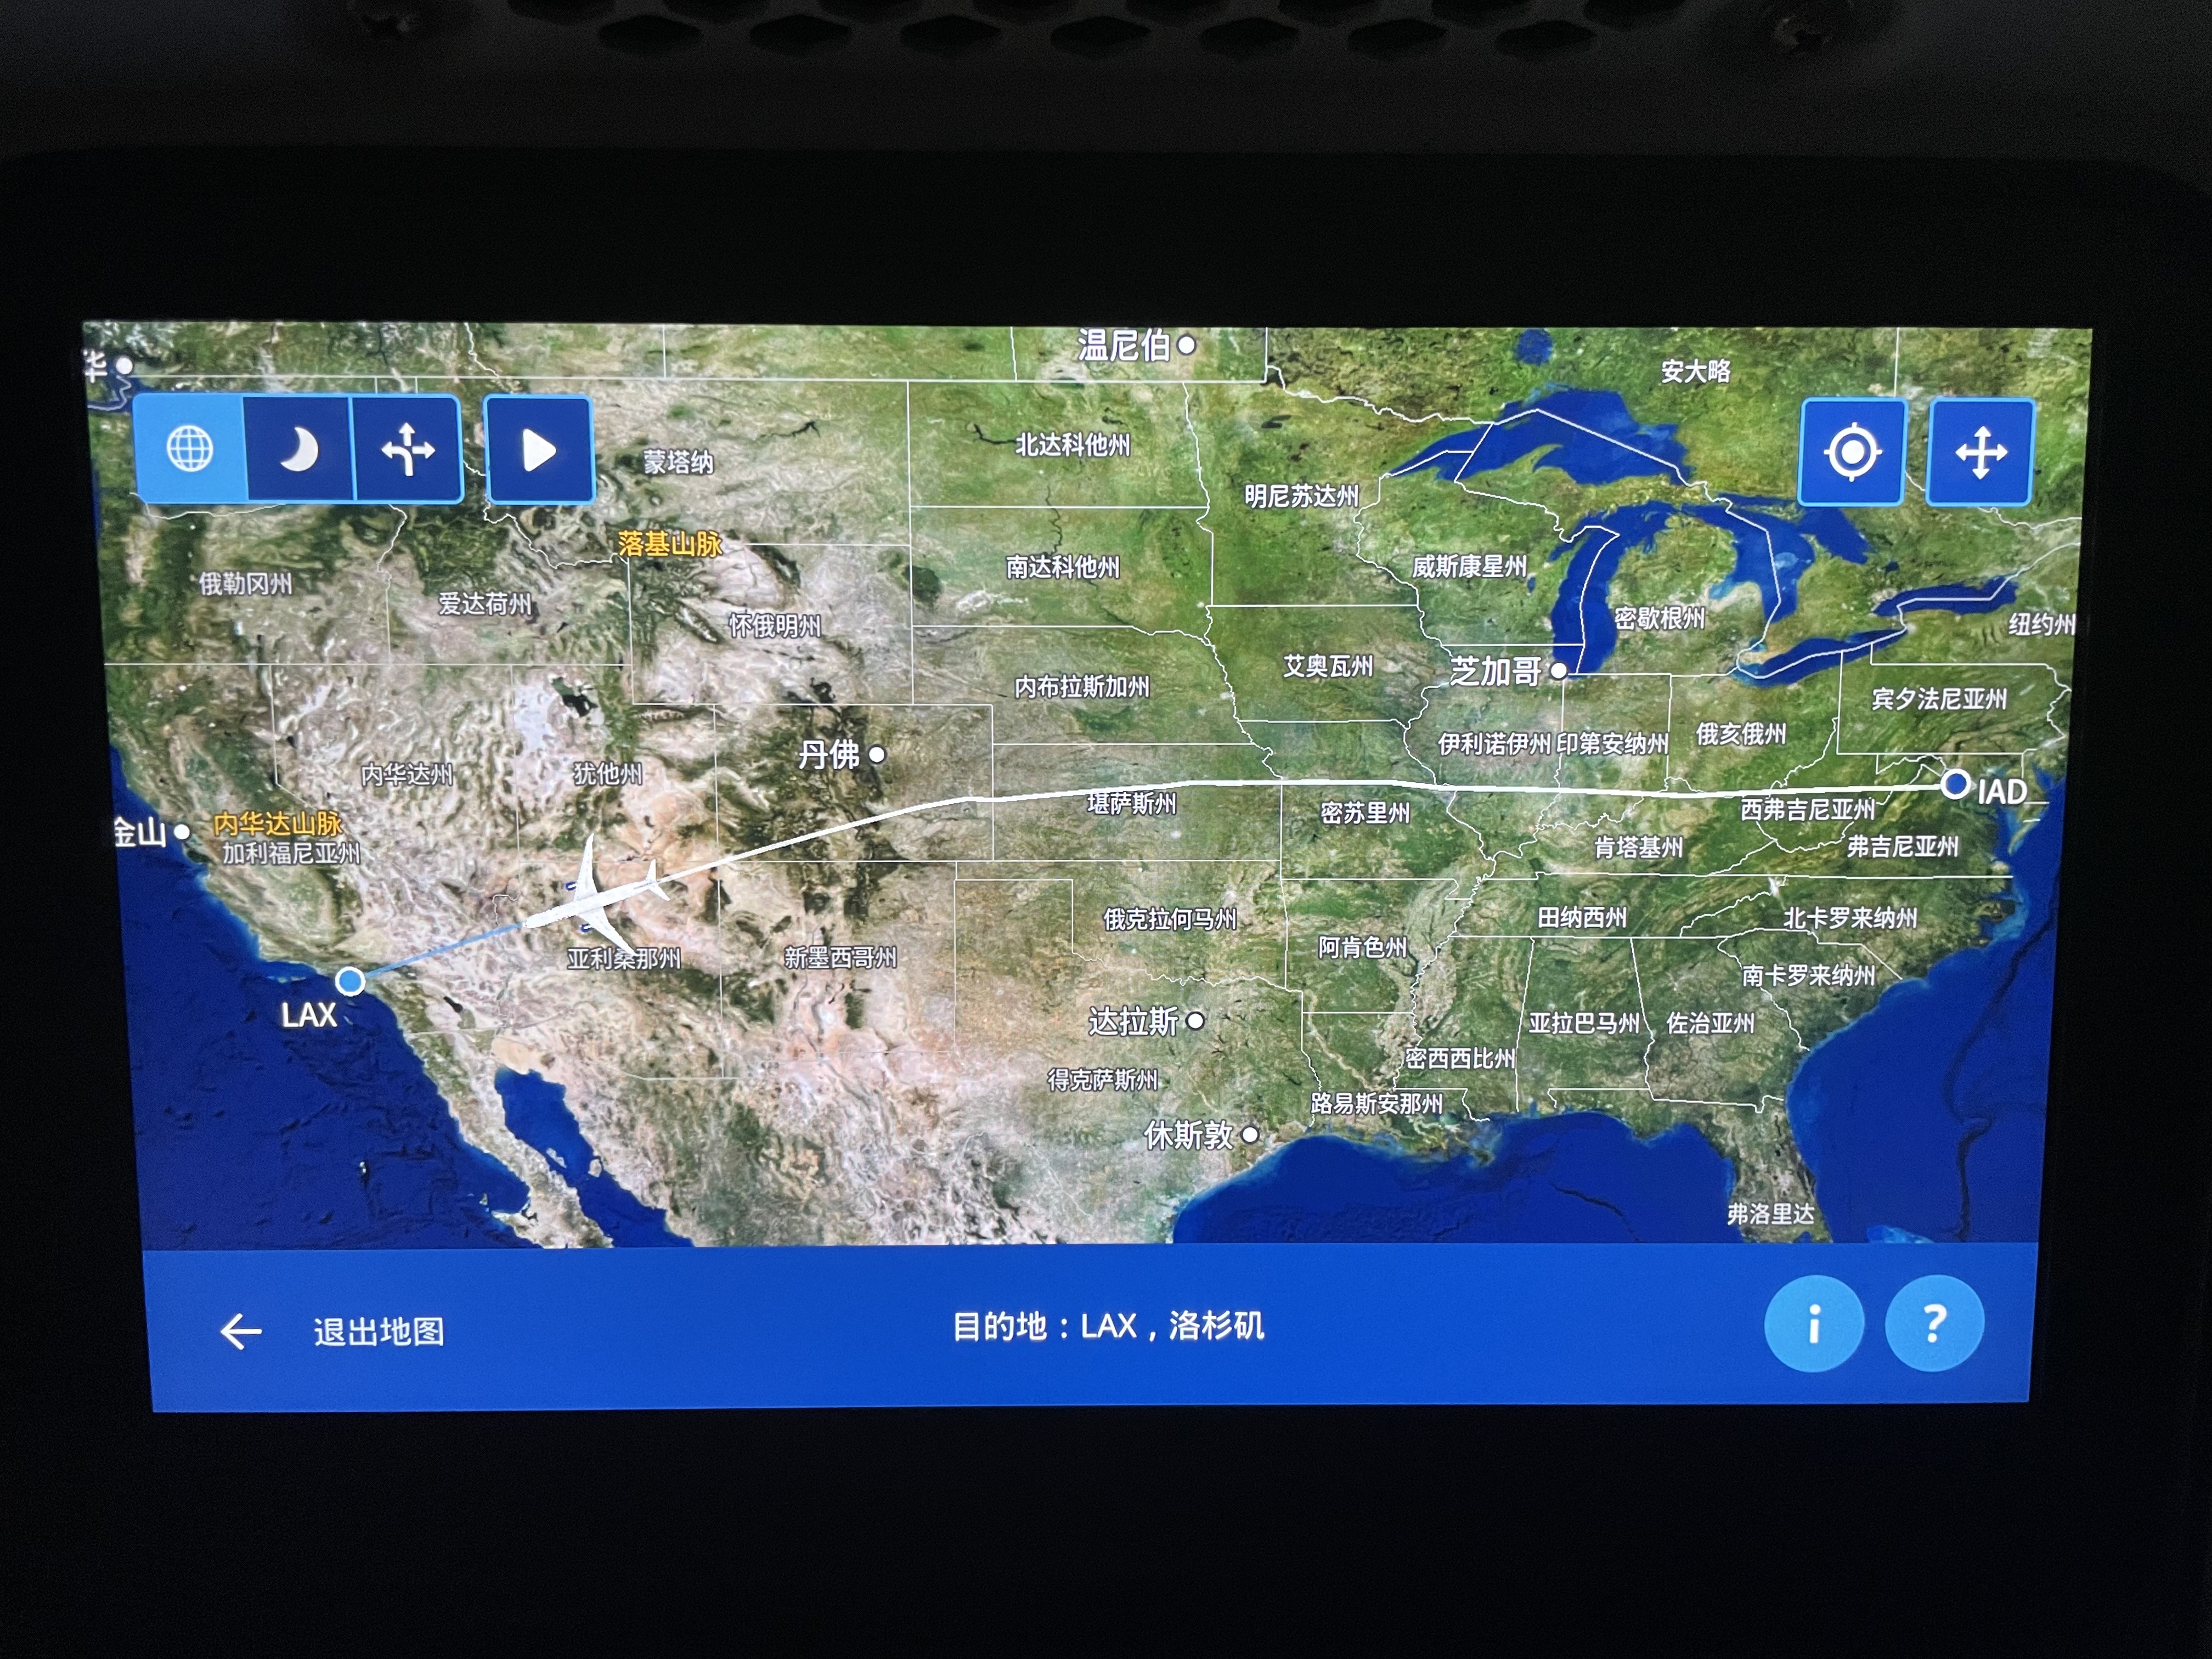 温尼伯
华
安大略
北达科他州
蒙塔纳
明尼苏达州
落基山脉
南达科他州
威斯康星州
俄勒冈州
爱达荷州
怀俄明州
密歇根州
纽约州
艾奥瓦州
芝加哥
内布拉斯加州
宾夕法尼亚州
俄亥俄州
伊利诺伊州
印第安纳州
丹佛
内华达州
犹他州
IAD
堪萨斯州
密苏里州
西弗吉尼亚州
金山
内华达山脉
加利福尼亚州
肯塔基州
弗吉尼亚州
俄克拉何马州
田纳西州
北卡罗来纳州
亚利桑那州
新墨西哥州
阿肯色州
南卡罗来纳州
LAX
达拉斯
亚拉巴马州
佐治亚州
密西西比州
得克萨斯州
路易斯安那州
休斯敦
弗洛里达
退出地图
目的地：LAX，洛杉矶
i
?